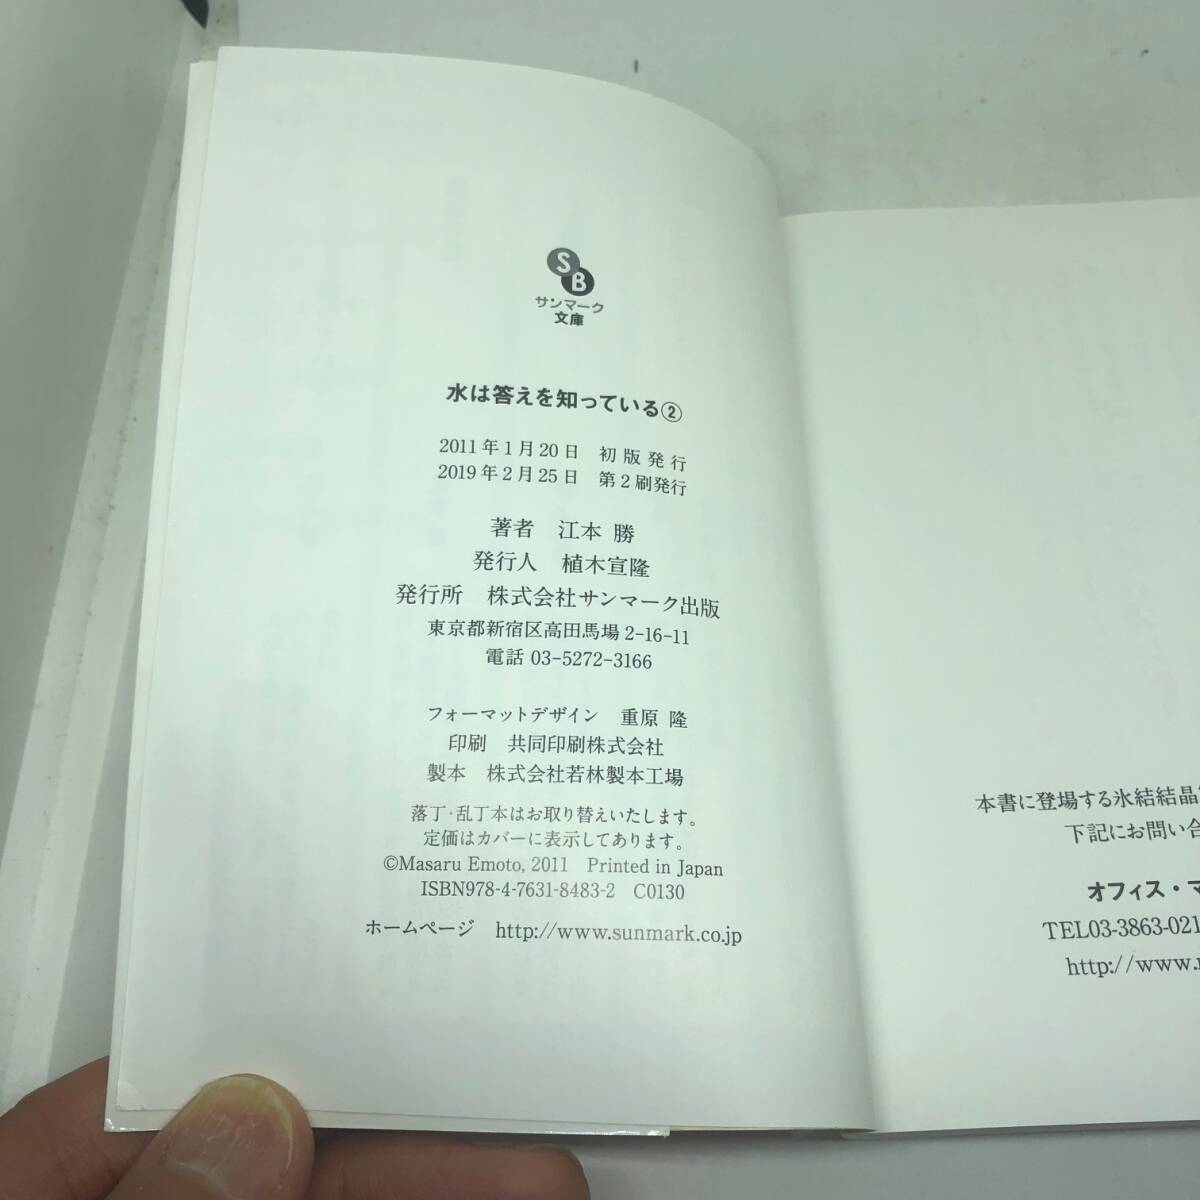 SB
サンマーク
文庫
水は答えを知っている②
2011年1月20日 初版発行
2019年2月25日 第2刷発行
著者 江本 勝
発行人 植木宣隆
発行所 株式会社サンマーク出版
東京都新宿区高田馬場2-16-11
電話 03-5272-3166
フォーマットデザイン 重原 隆
印刷 共同印刷株式会社
製本 株式会社若林製本工場
落丁・乱丁本はお取り替えいたします。
定価はカバーに表示してあります。
©Masaru Emoto, 2011 Printed in Japan
ISBN978-4-7631-8483-2 C0130
ホームページ http://www.sunmark.co.jp
本書に登場する氷結結晶
下記にお問い合
オフィス・マ
TEL03-3863-021
http://www.